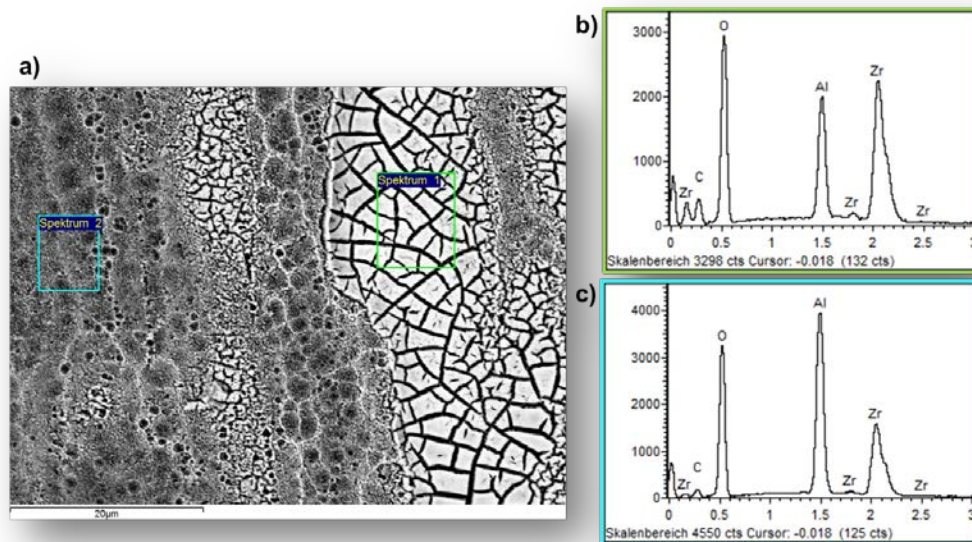 a)
Spektrum 1
Spektrum 2
20µm
b)
3000
2000
1000
0
Zr
C
O
Al
Zr
Zr
Zr
0 0.5 1 1.5 2 2.5 3
Skalenbereich 3298 cts Cursor: -0.018 (132 cts)
c)
4000
3000
2000
1000
0
Zr
C
O
Al
Zr
Zr
Zr
0 0.5 1 1.5 2 2.5 3
Skalenbereich 4550 cts Cursor: -0.018 (125 cts)